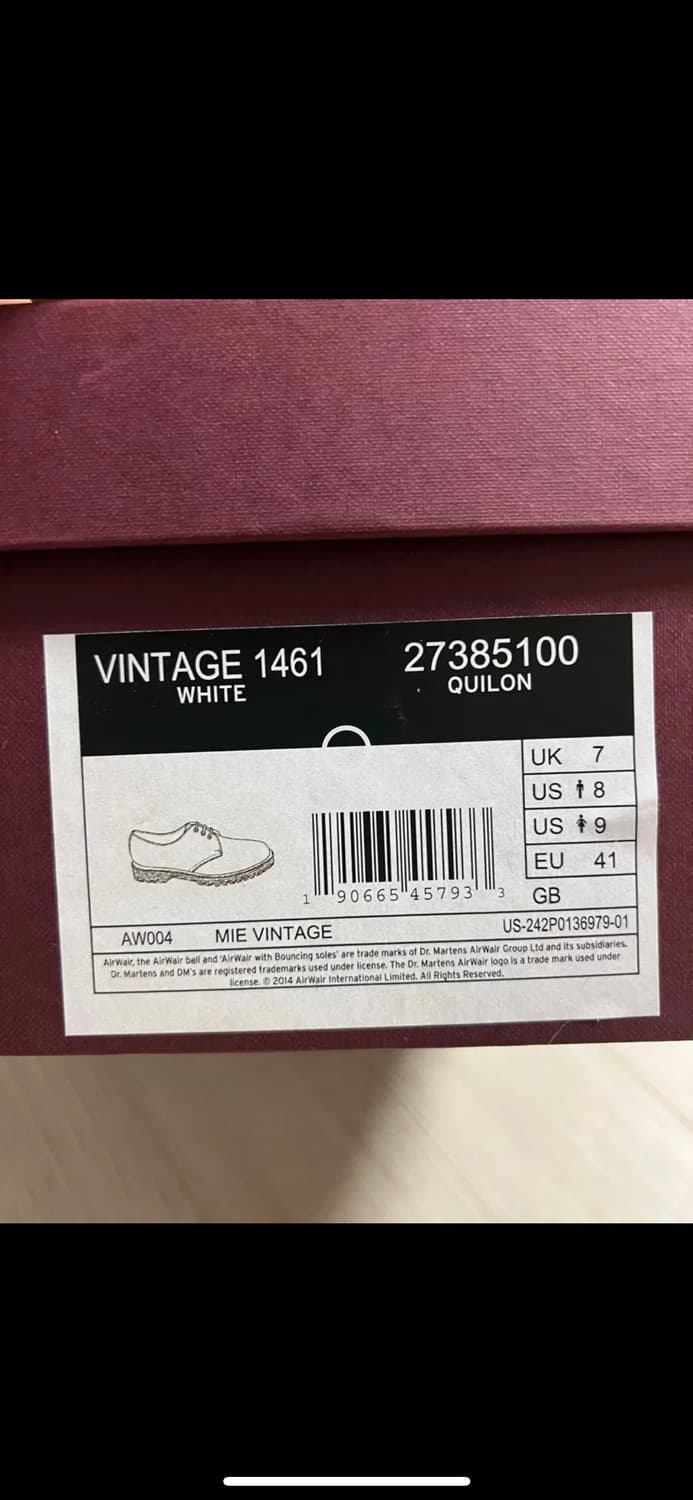 VINTAGE 1461
WHITE
27385100
QUILON
UK 7
US 8
US 9
EU 41
GB
1 90665 45793 3
AW004 MIE VINTAGE US-242P0136979-01
AirWair, the AirWair ball and 'AirWair with Bouncing soles' are trade marks of Dr. Martens AirWair Group Ltd and its subsidiaries.
Dr. Martens and DM's are registered trademarks used under license. The Dr. Martens AirWair logo is a trade mark used under
license. © 2014 AirWair International Limited. All Rights Reserved.